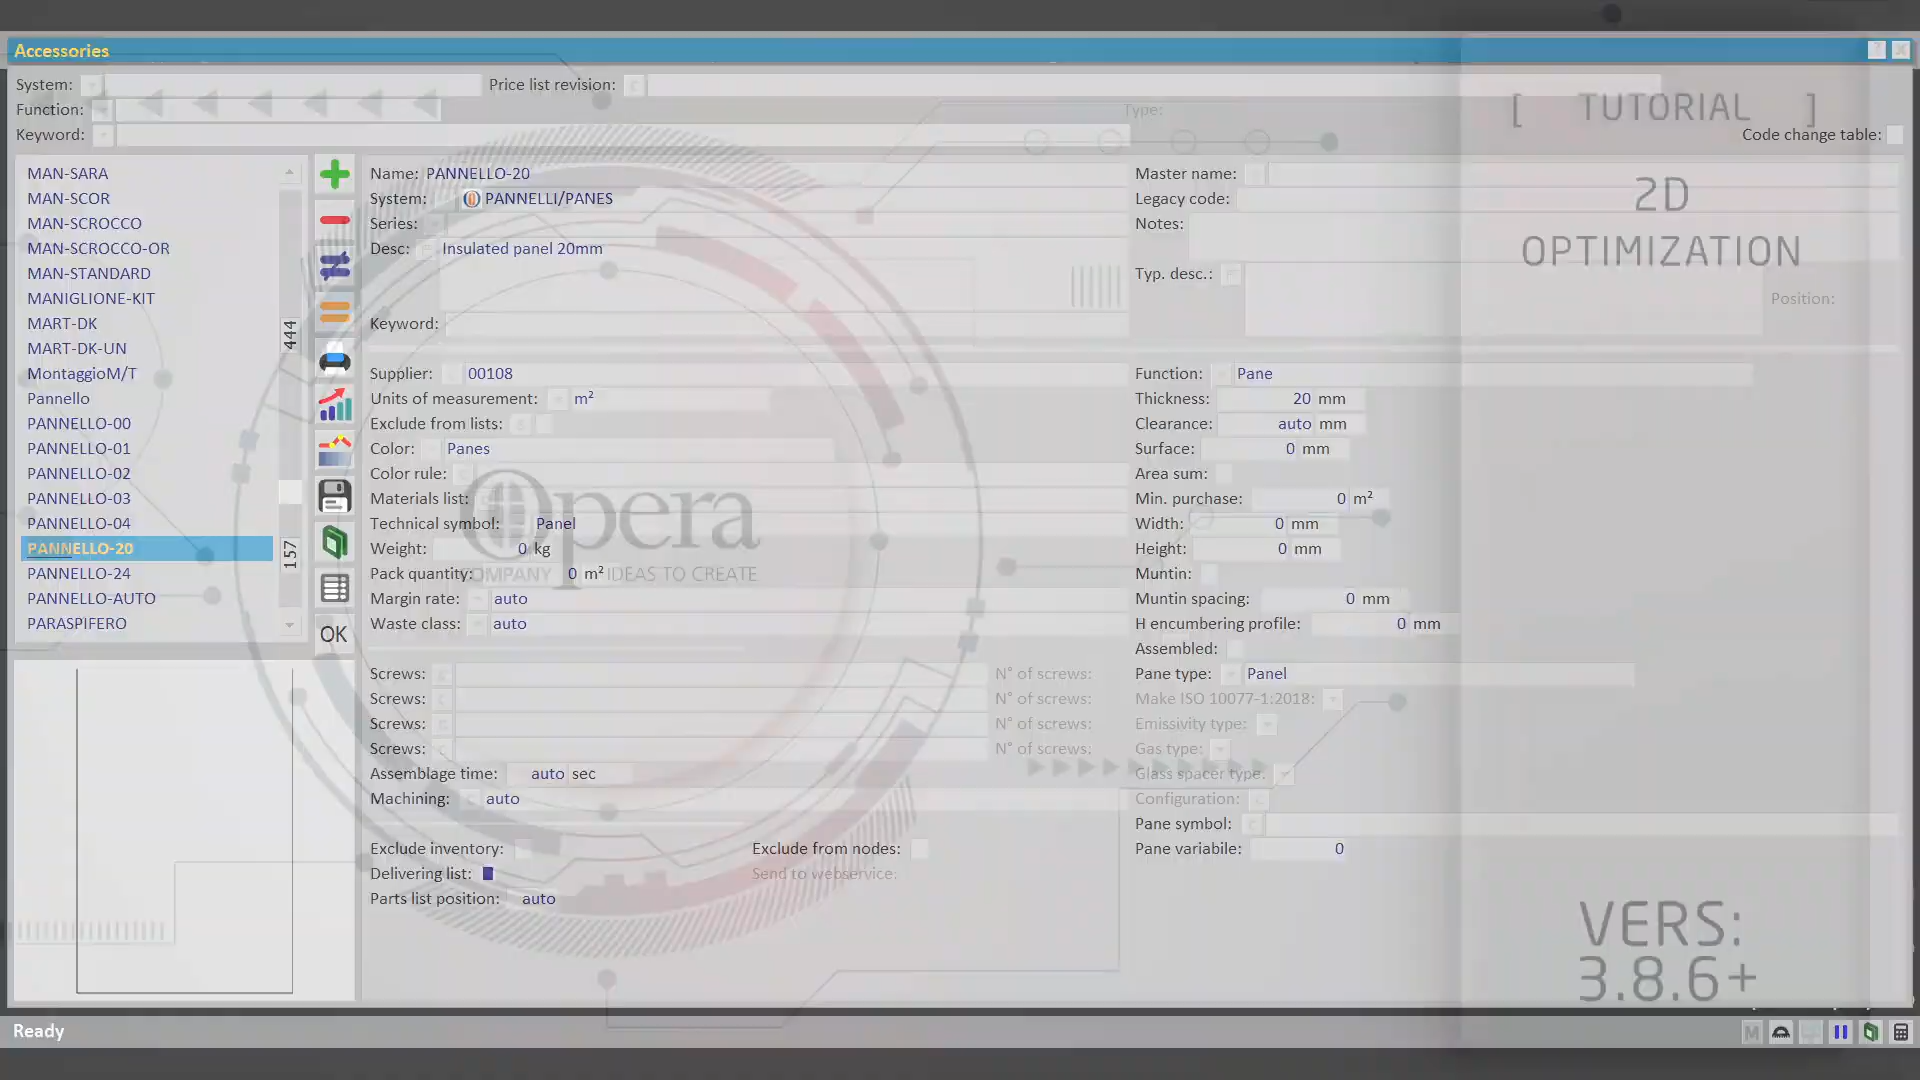 Accessories
System:
Price list revision:
Function:
Type:
Keyword:
Code change table:
[ TUTORIAL ]
2D
OPTIMIZATION
MAN-SARA
MAN-SCOR
MAN-SCROCCO
MAN-SCROCCO-OR
MAN-STANDARD
MANIGLIONE-KIT
MART-DK
MART-DK-UN
MontaggioM/T
Pannello
PANNELLO-00
PANNELLO-01
PANNELLO-02
PANNELLO-03
PANNELLO-04
PANNELLO-20
PANNELLO-24
PANNELLO-AUTO
PARASPIFERO
444
157
OK
Name: PANNELLO-20
System: PANNELLI/PANES
Series:
Desc: Insulated panel 20mm
Keyword:
Master name:
Legacy code:
Notes:
Typ. desc.:
Position:
Supplier: 00108
Units of measurement: m²
Exclude from lists:
Color: Panes
Color rule:
Materials list:
Technical symbol: Panel
Weight: 0 kg
Pack quantity: 0 m²
Margin rate: auto
Waste class: auto
Opera
COMPANY IDEAS TO CREATE
Function: Pane
Thickness: 20 mm
Clearance: auto mm
Surface: 0 mm
Area sum:
Min. purchase: 0 m²
Width: 0 mm
Height: 0 mm
Muntin:
Muntin spacing: 0 mm
H encumbering profile: 0 mm
Assembled:
Pane type: Panel
Make ISO 10077-1:2018:
Emissivity type:
Gas type:
Glass spacer type:
Configuration:
Pane symbol:
Pane variabile: 0
Screws: N° of screws:
Screws: N° of screws:
Screws: N° of screws:
Screws: N° of screws:
Assemblage time: auto sec
Machining: auto
Exclude inventory:
Exclude from nodes:
Delivering list:
Send to webservice:
Parts list position: auto
VERS:
3.8.6+
Ready
M